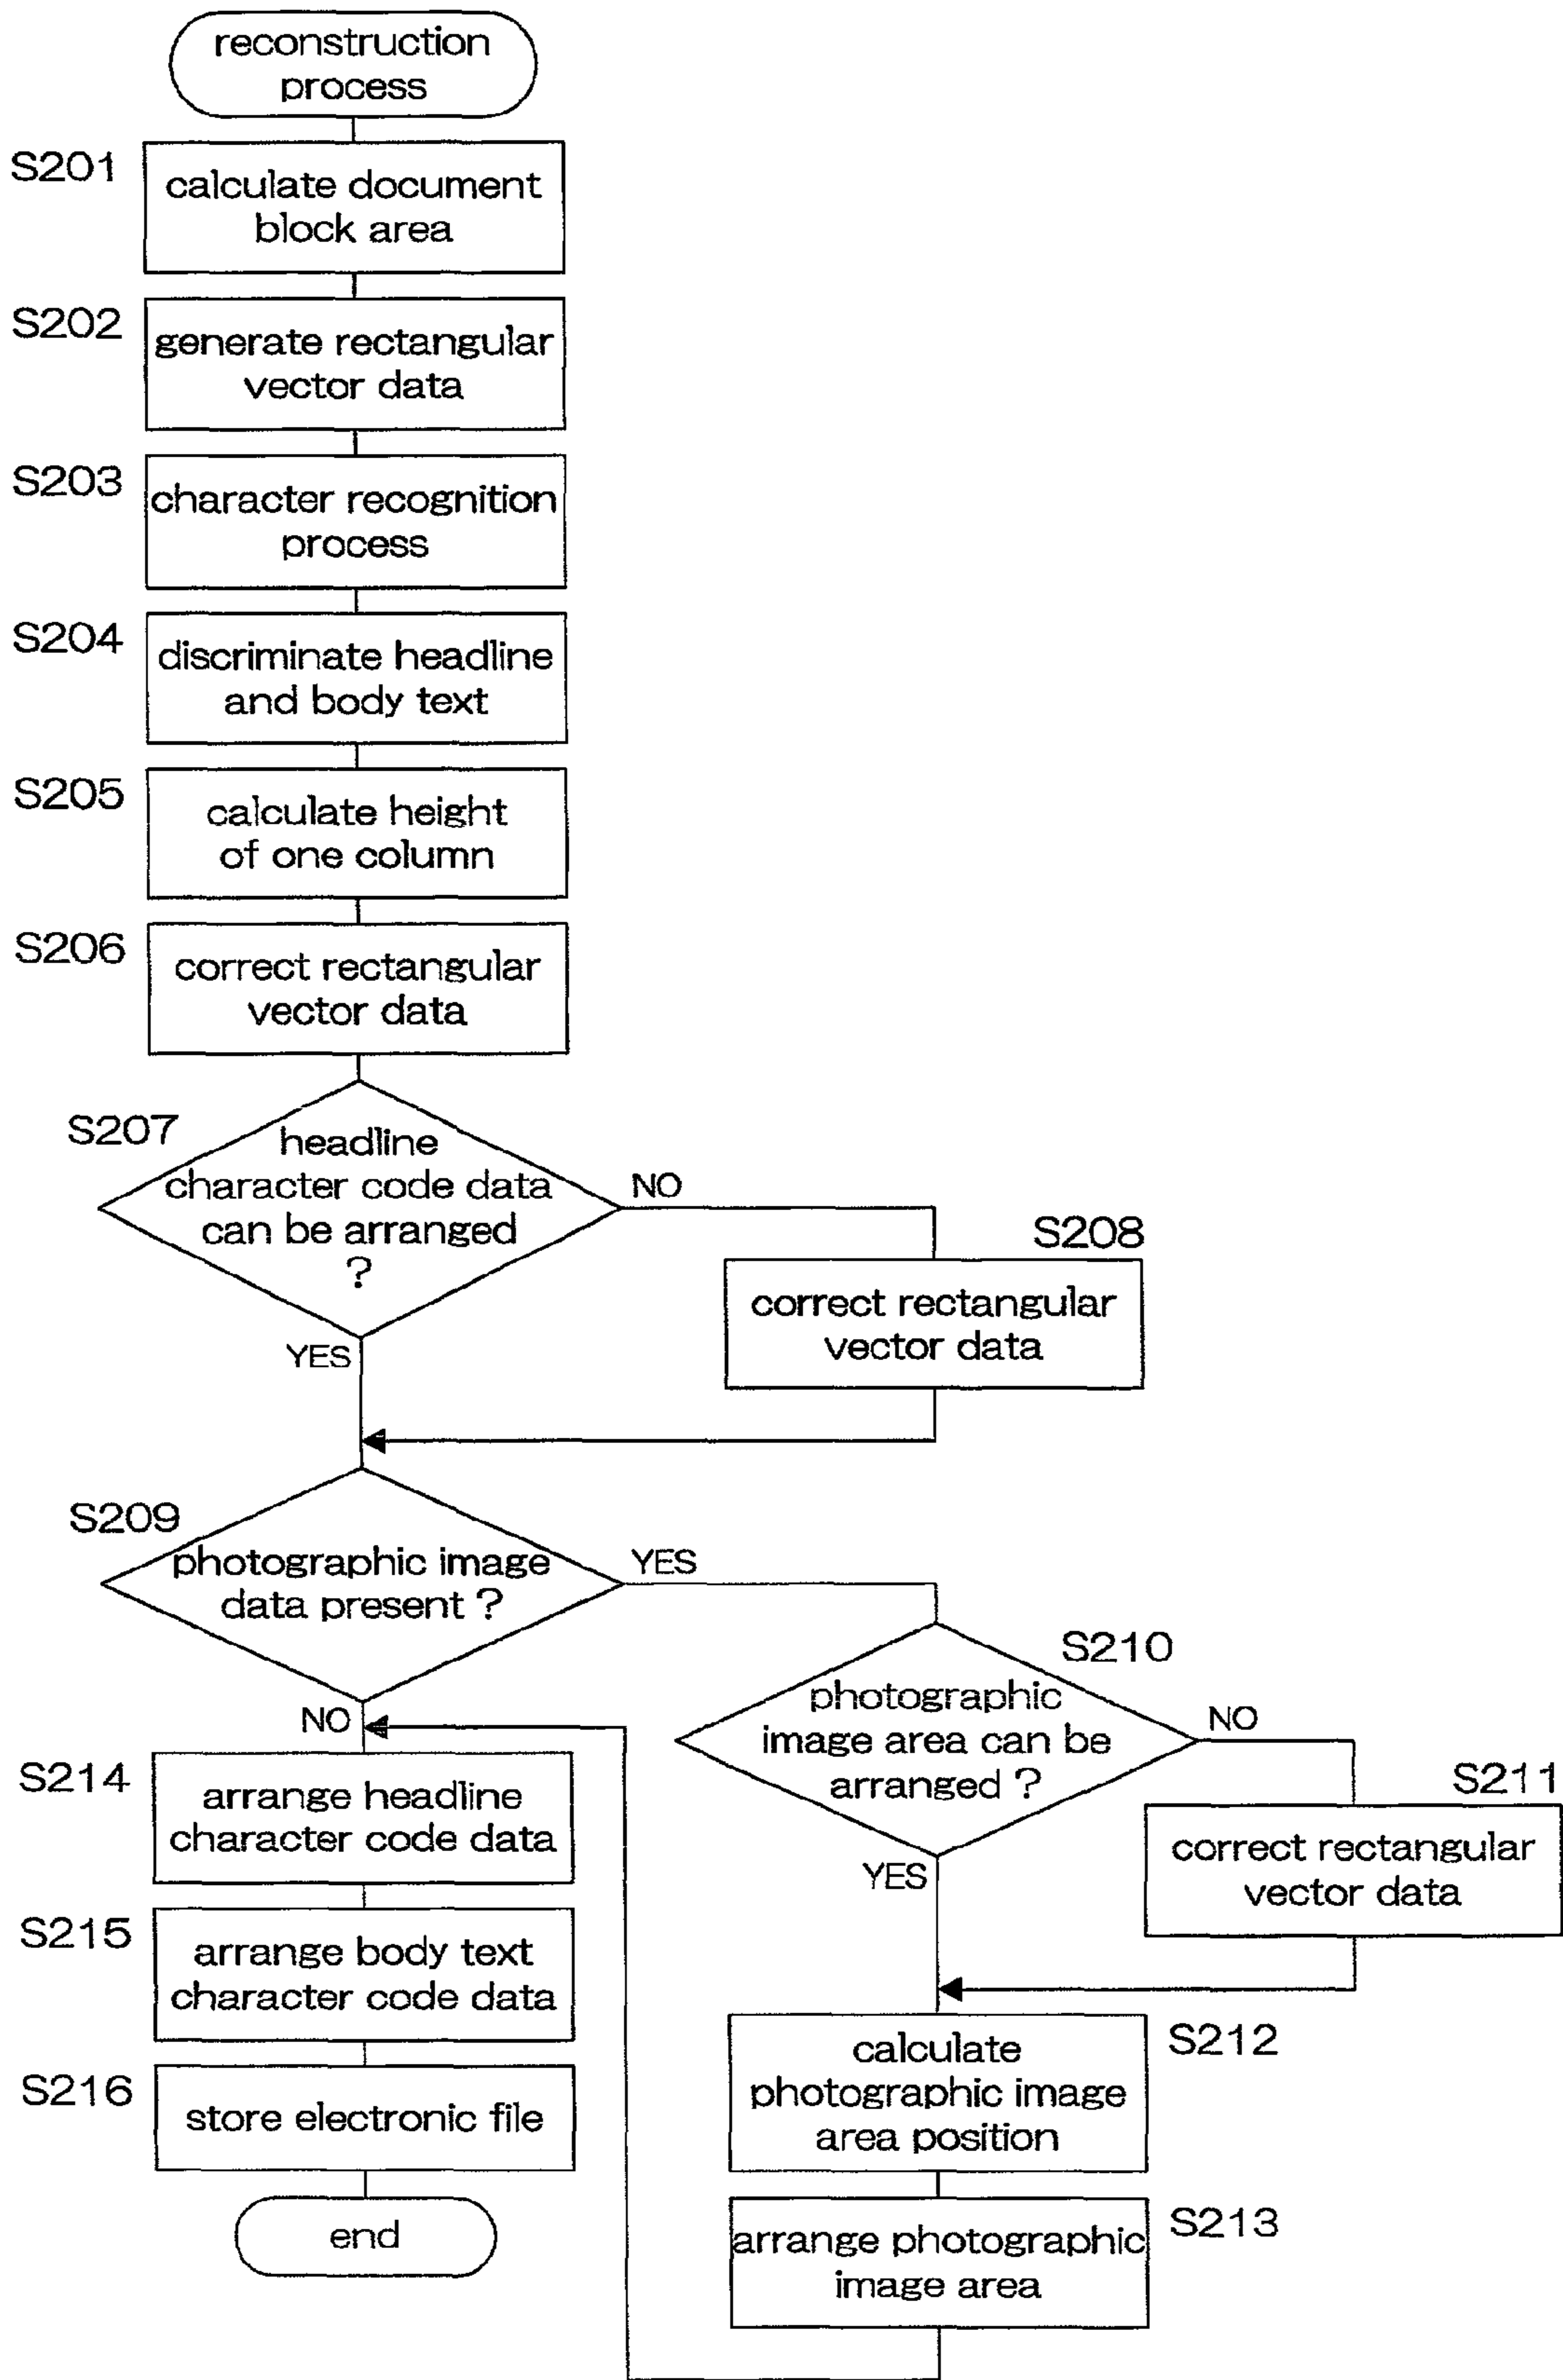 reconstruction
process
S201
calculate document
block area
S202
generate rectangular
vector data
S203
character recognition
process
S204
discriminate headline
and body text
S205
calculate height
of one column
S206
correct rectangular
vector data
S207
headline
character code data
can be arranged
?
NO
YES
S208
correct rectangular
vector data
S209
photographic image
data present ?
YES
NO
S210
photographic
image area can be
arranged ?
NO
YES
S211
correct rectangular
vector data
S212
calculate
photographic image
area position
S213
arrange photographic
image area
S214
arrange headline
character code data
S215
arrange body text
character code data
S216
store electronic file
end